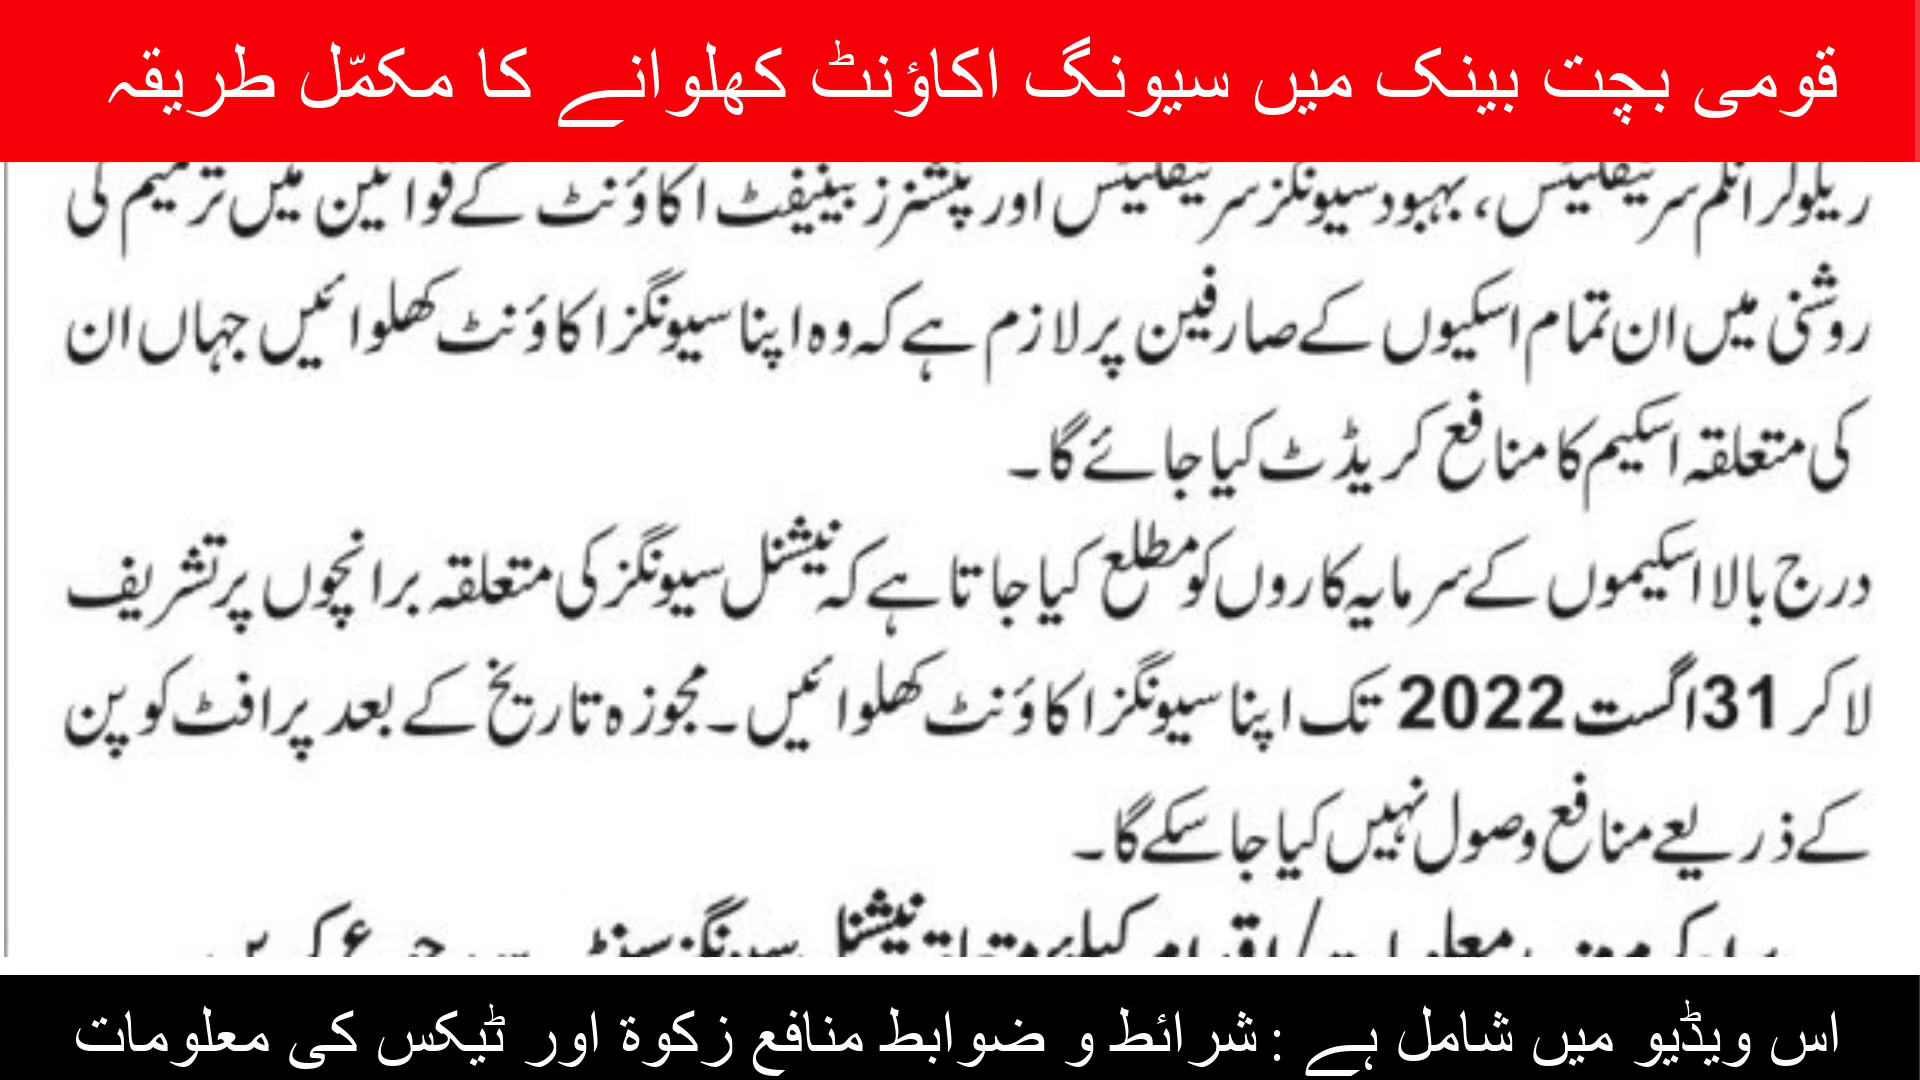 قومی بچت بینک میں سیونگ اکاؤنٹ کھلوانے کا مکمّل طریقہ
ریگولر انکم سرٹیفکیٹس، بہبود سیونگز سرٹیفکیٹس اور پنشنرز بینیفٹ اکاؤنٹ کے قوانین میں ترمیم کی
روشنی میں ان تمام اسکیوں کے صارفین پر لازم ہے کہ وہ اپنا سیونگز اکاؤنٹ کھلوائیں جہاں ان
کی متعلقہ اسکیم کا منافع کریڈٹ کیا جائے گا۔
درج بالا اسکیموں کے سرمایہ کاروں کو مطلع کیا جاتا ہے کہ نیشنل سیونگز کی متعلقہ برانچوں پر تشریف
لا کر 31 اگست 2022 تک اپنا سیونگز اکاؤنٹ کھلوائیں۔ مجوزہ تاریخ کے بعد پرافٹ کوپن
کے ذریعے منافع وصول نہیں کیا جا سکے گا۔
نیشنل سیونگز
اس ویڈیو میں شامل ہے : شرائط و ضوابط منافع زکوۃ اور ٹیکس کی معلومات